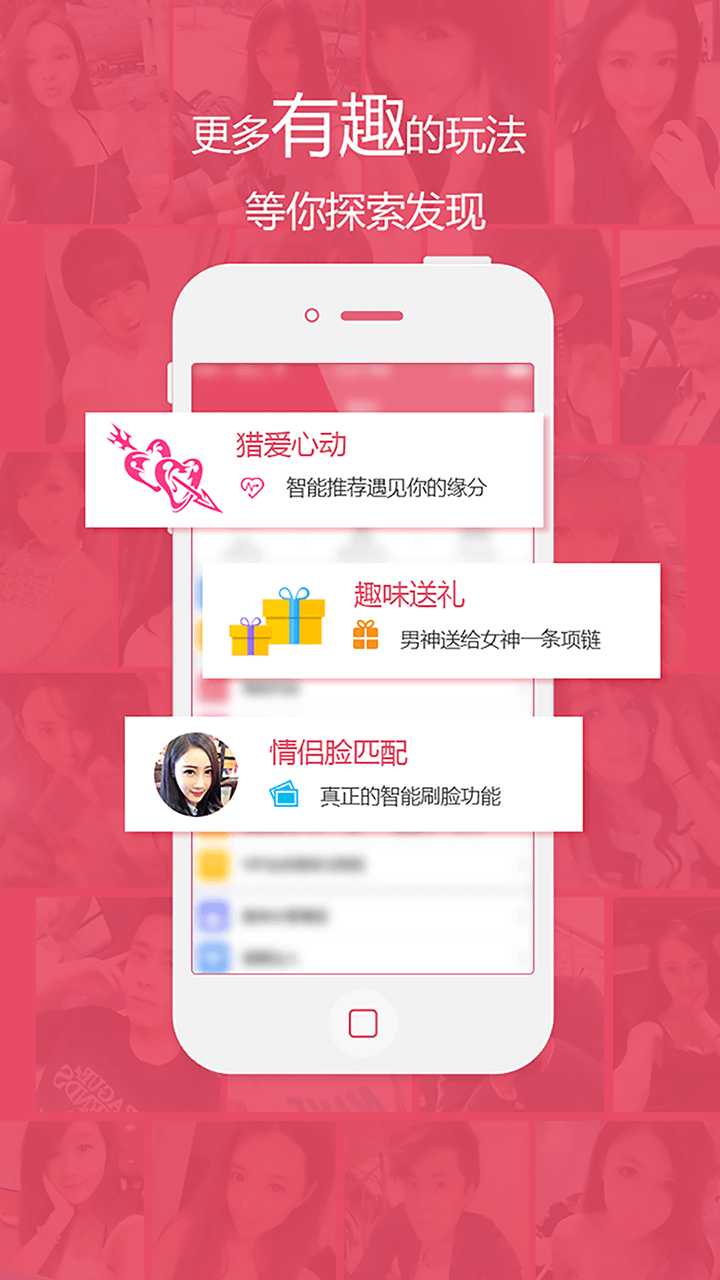 更多有趣的玩法
等你探索发现
猎爱心动
智能推荐遇见你的缘分
趣味送礼
男神送给女神一条项链
情侣脸匹配
真正的智能刷脸功能